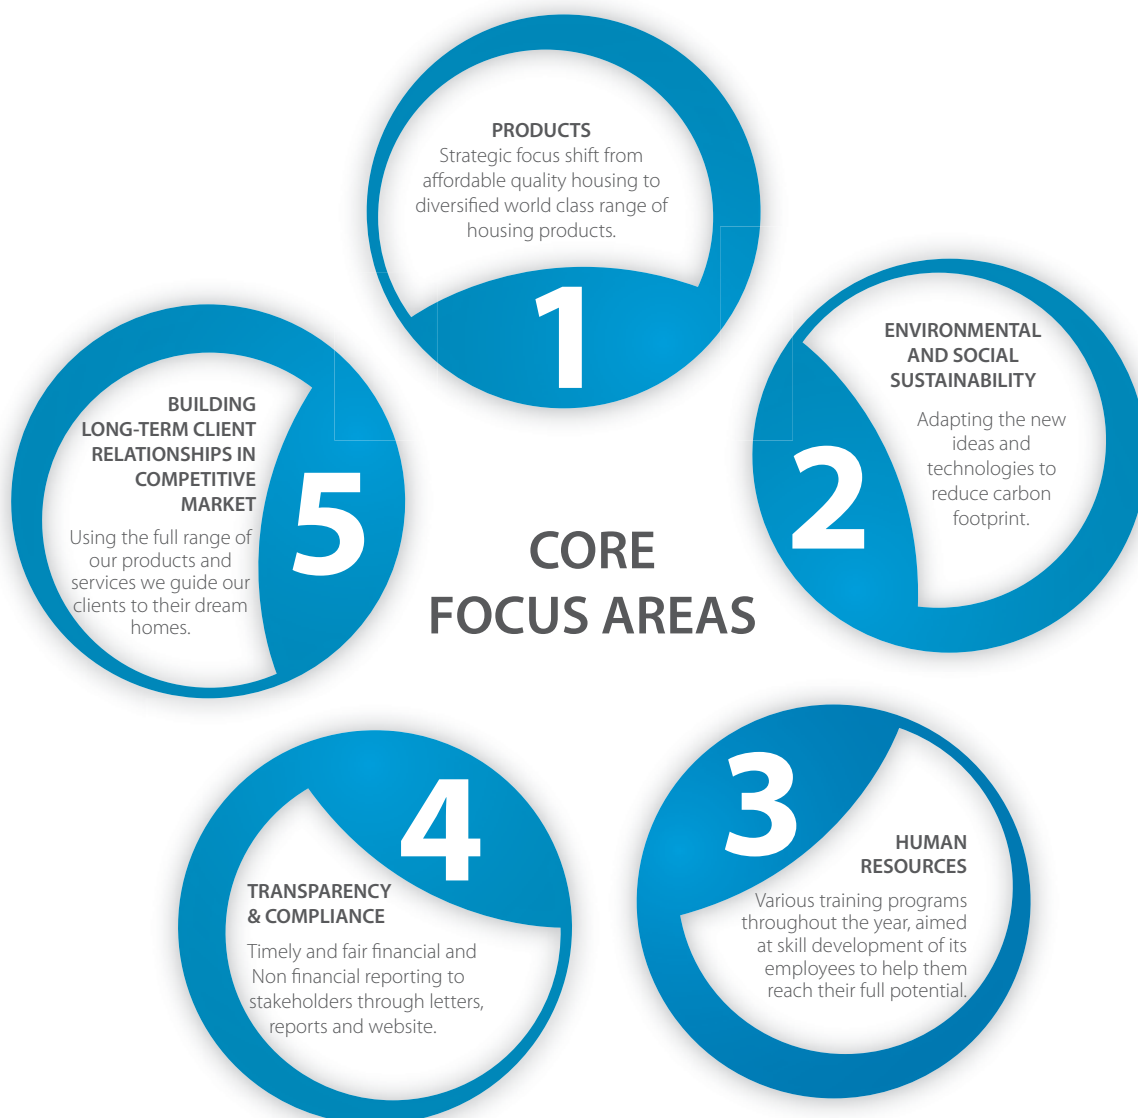 PRODUCTS
Strategic focus shift from
affordable quality housing to
diversified world class range of
housing products.
1
ENVIRONMENTAL
AND SOCIAL
SUSTAINABILITY
Adapting the new
ideas and
technologies to
reduce carbon
footprint.
2
HUMAN
RESOURCES
Various training programs
throughout the year, aimed
at skill development of its
employees to help them
reach their full potential.
3
TRANSPARENCY
& COMPLIANCE
Timely and fair financial and
Non financial reporting to
stakeholders through letters,
reports and website.
4
BUILDING
LONG-TERM CLIENT
RELATIONSHIPS IN
COMPETITIVE
MARKET
Using the full range of
our products and
services we guide our
clients to their dream
homes.
5
CORE
FOCUS AREAS